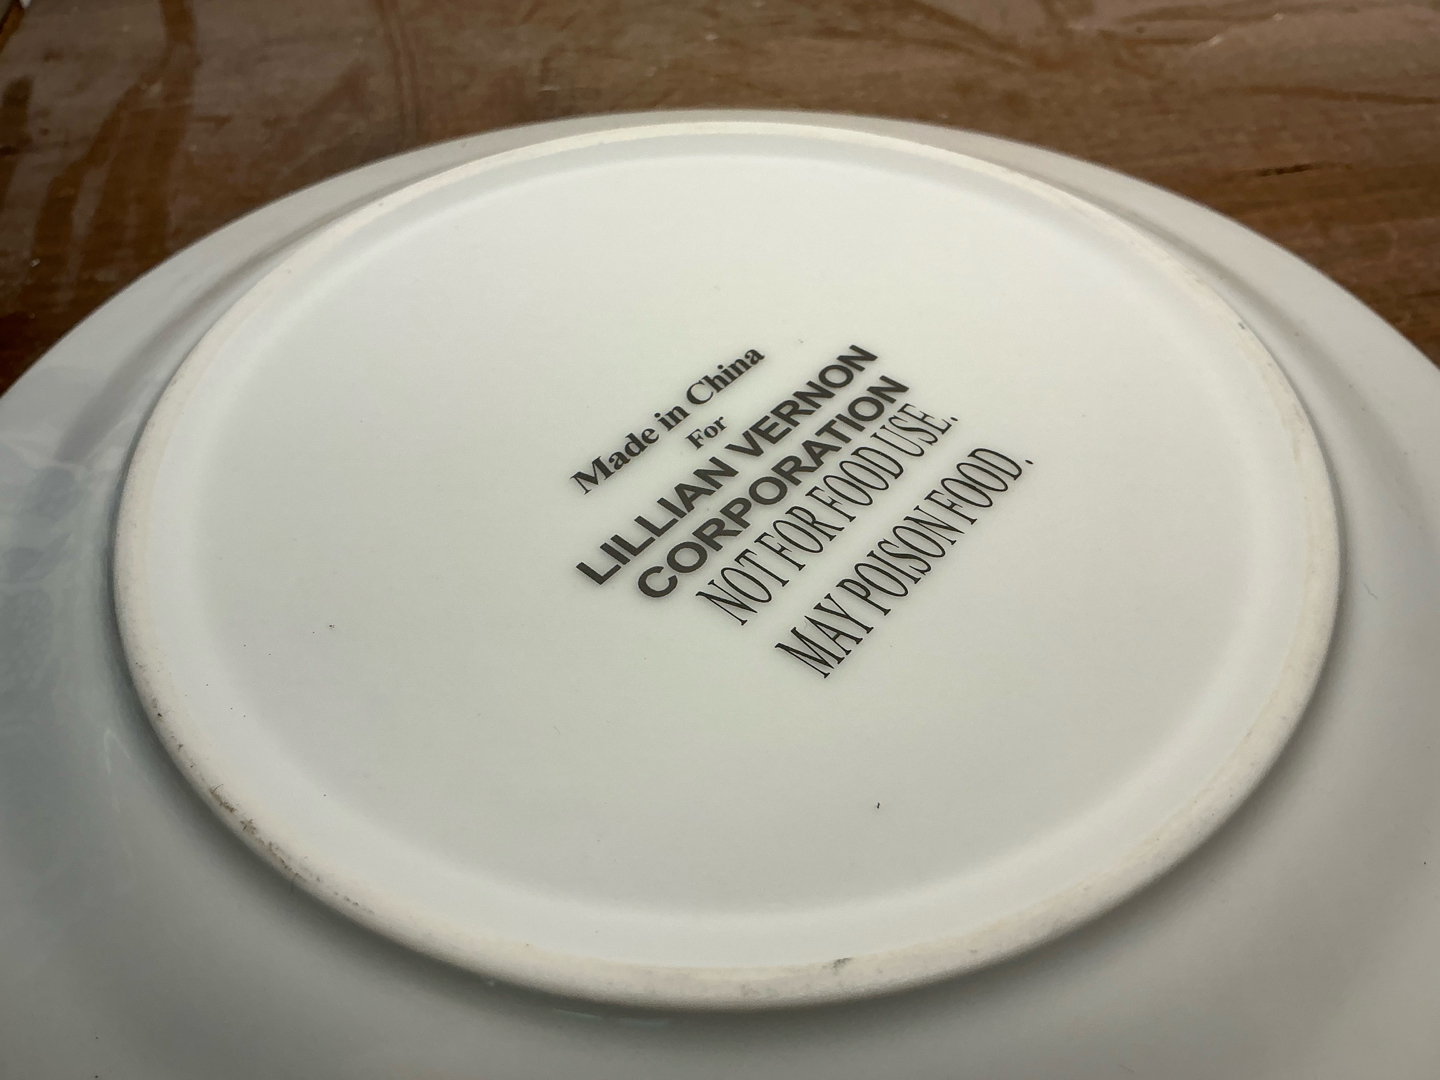 Made in China
For
LILLIAN VERNON
CORPORATION
NOT FOR FOOD USE.
MAY POISON FOOD.